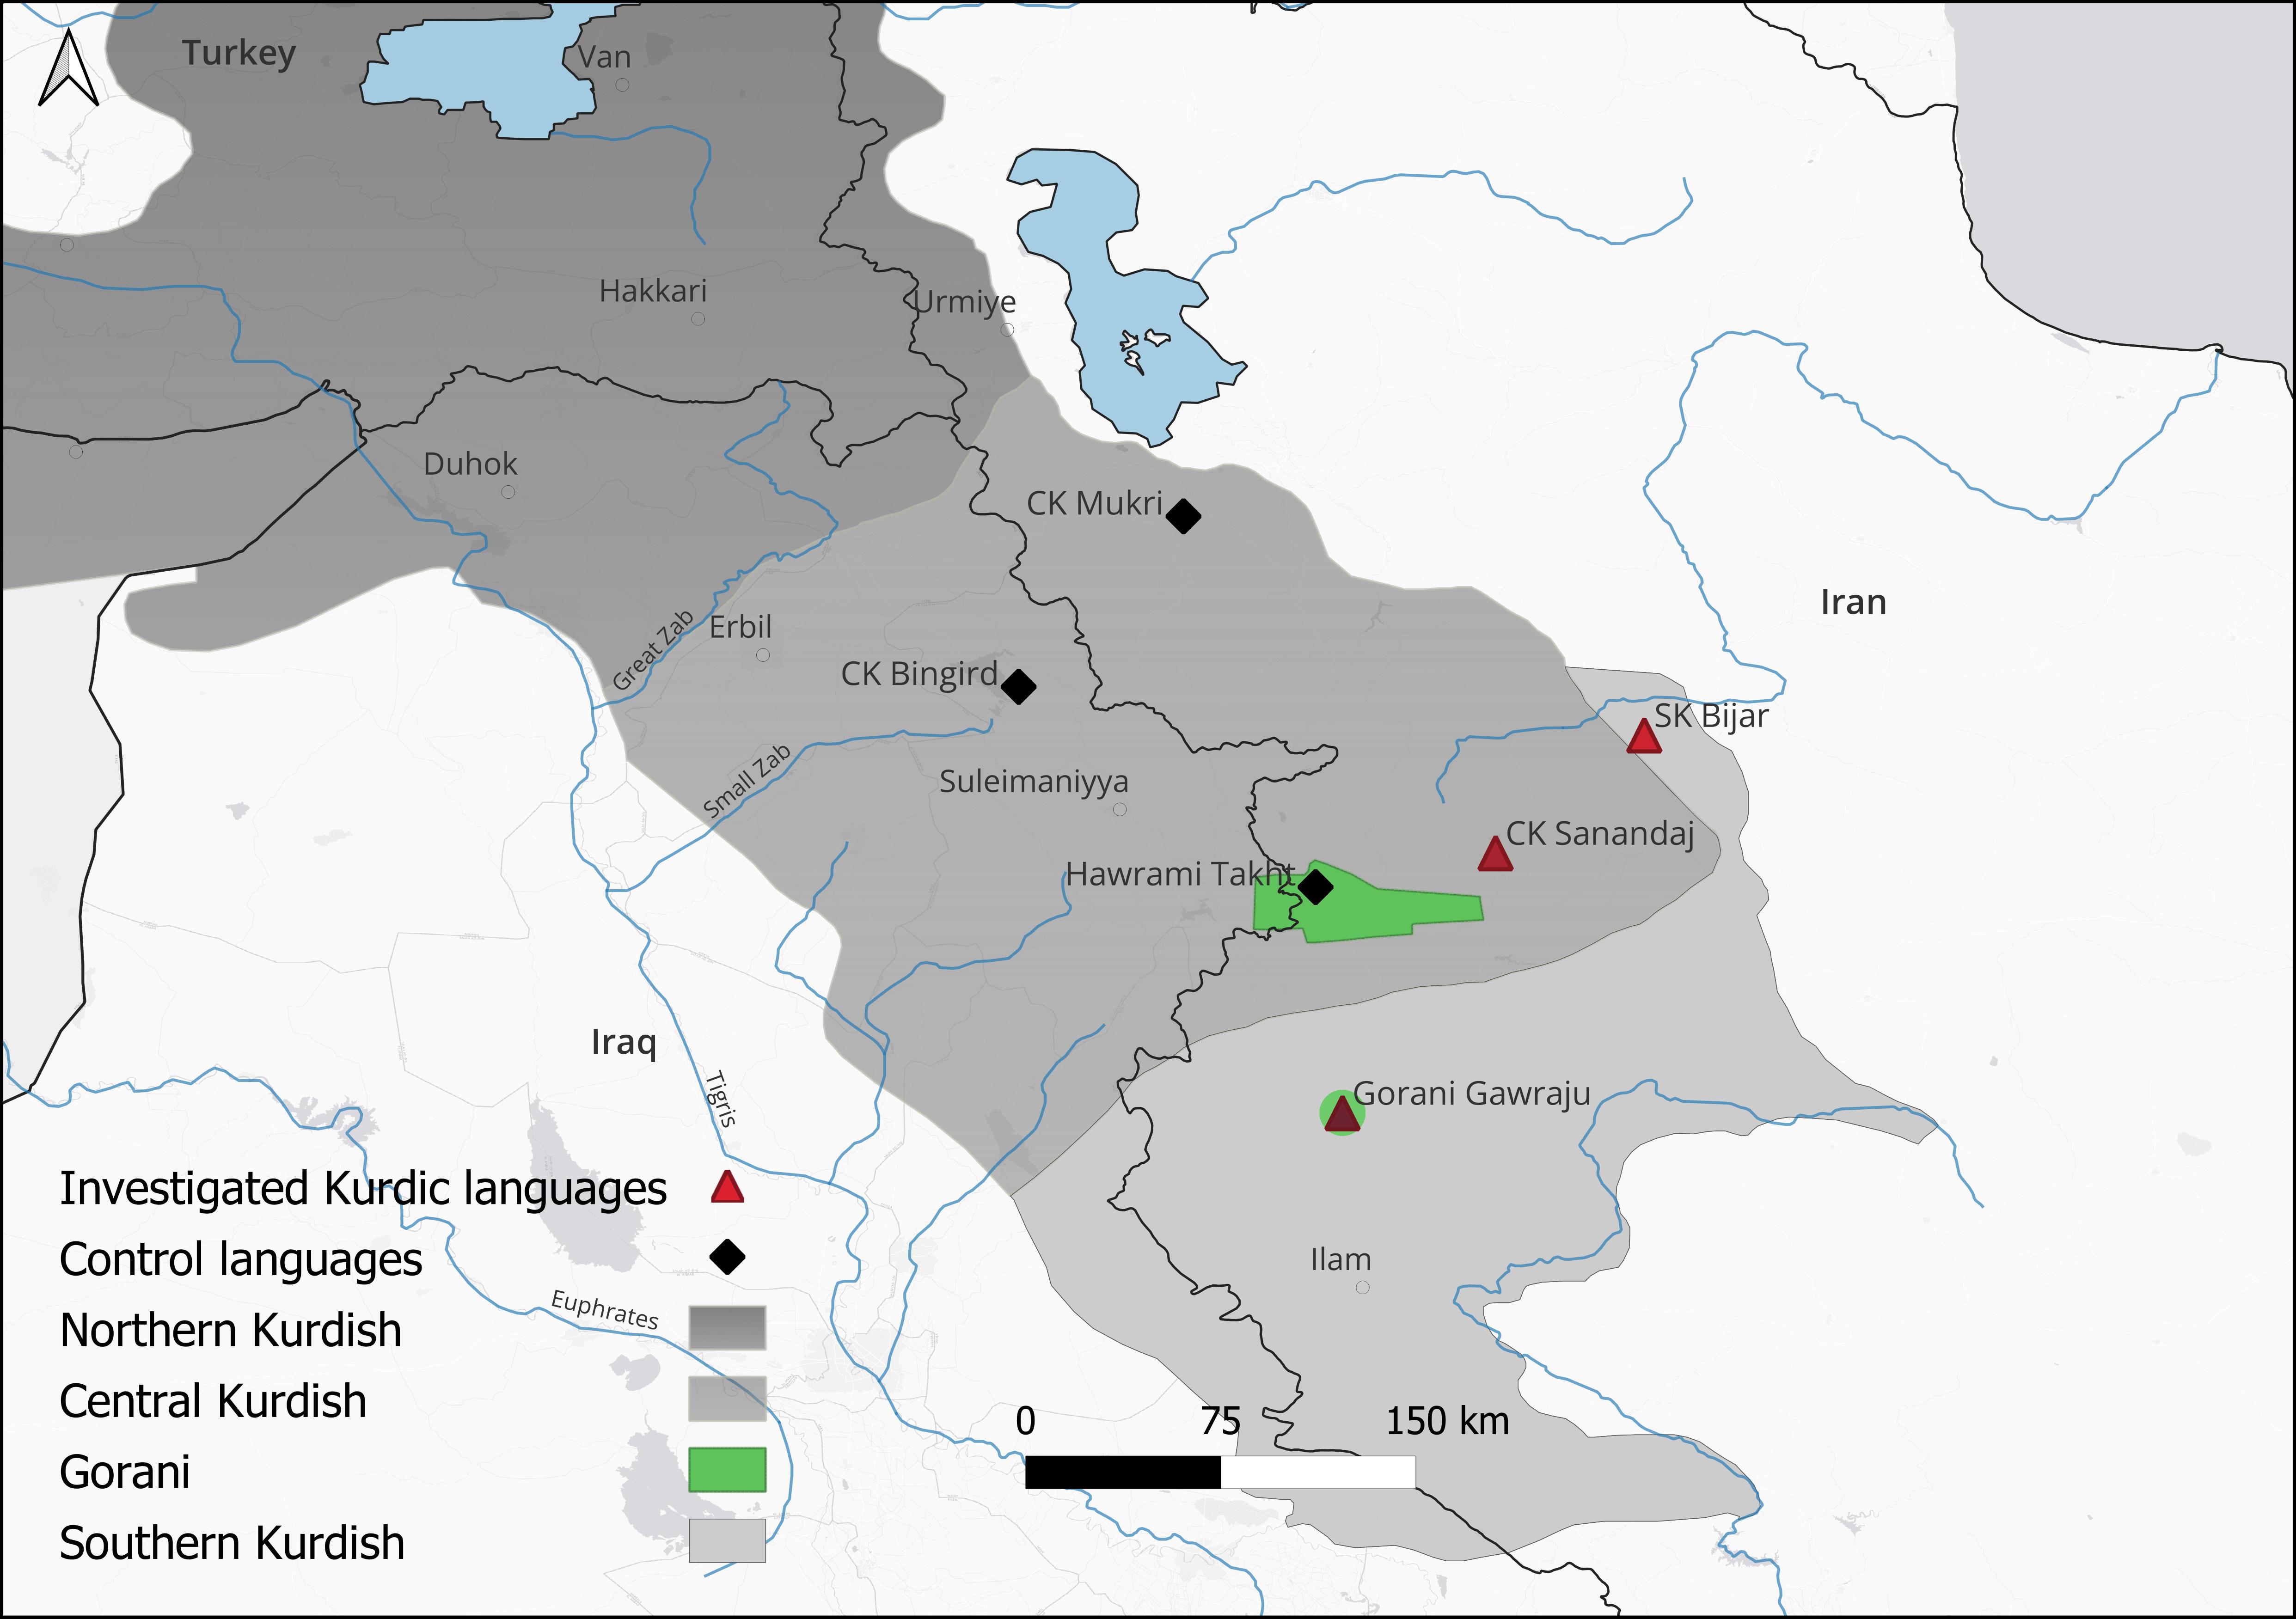 Turkey
Van
Hakkari
Urmiye
Duhok
CK Mukri
Iran
Great Zab
Erbil
CK Bingird
SK Bijar
Small Zab
Suleimaniyya
CK Sanandaj
Hawrami Takht
Iraq
Tigris
Gorani Gawraju
Ilam
Euphrates
Investigated Kurdic languages
Control languages
Northern Kurdish
Central Kurdish
Gorani
Southern Kurdish
0 75 150 km